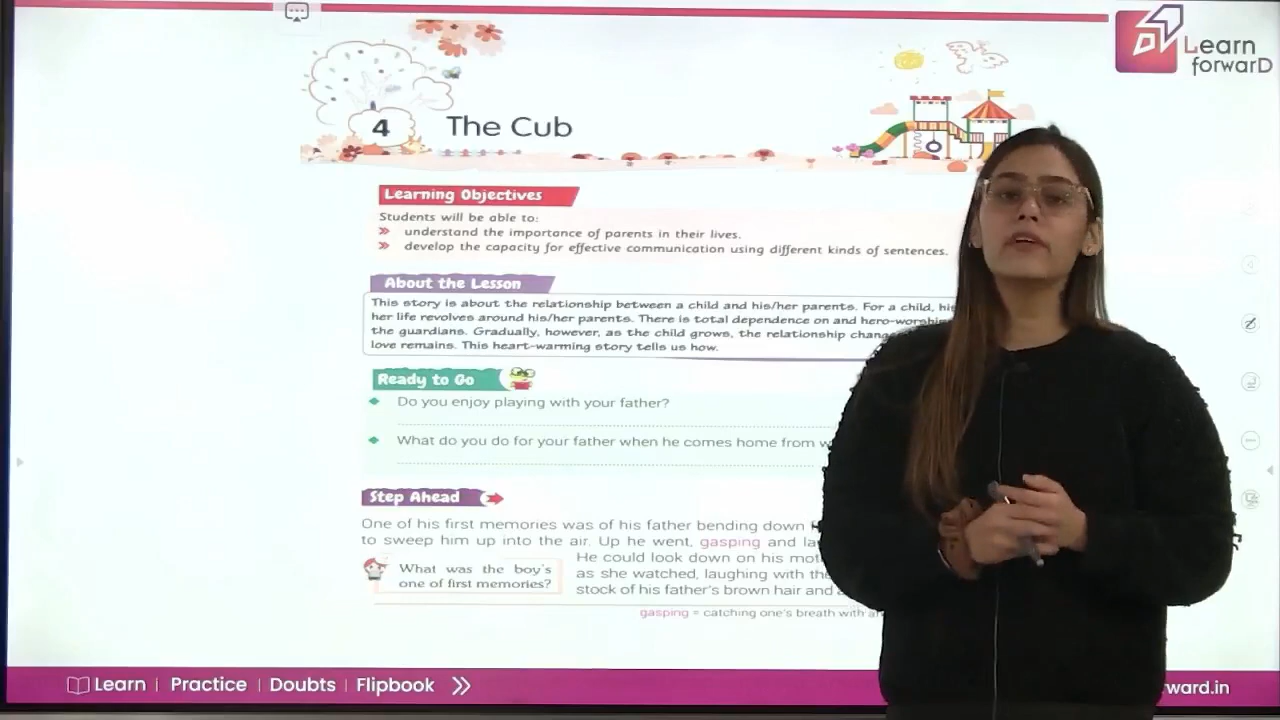 Learn
forwarD
4
The Cub
Learning Objectives
Students will be able to:
understand the importance of parents in their lives.
develop the capacity for effective communication using different kinds of sentences.
About the Lesson
This story is about the relationship between a child and his/her parents. For a child,
her life revolves around his/her parents. There is total dependence on and
the guardians. Gradually, however, as the child grows, the relationship
love remains. This heart-warming story tells us how.
Ready to Go
Do you enjoy playing with your father?
What do you do for your father when he comes home from
Step Ahead
One of his first memories was of his father bending down
to sweep him up into the air. Up he went, gasping and
He could look down on his
What was the boy's
one of first memories?
as she watched, laughing with
stock of his father's brown hair and
gasping = catching one's breath with
Learn | Practice | Doubts | Flipbook
ward.in